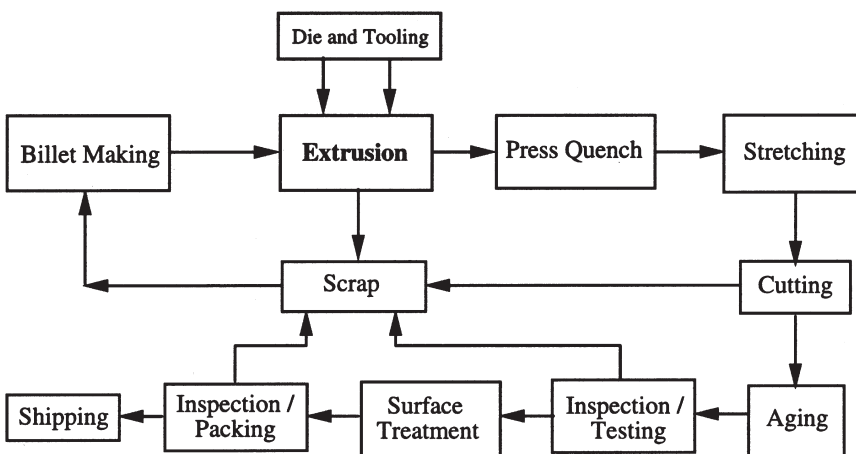 Die and Tooling
Billet Making
Extrusion
Press Quench
Stretching
Scrap
Cutting
Shipping
Inspection /
Packing
Surface
Treatment
Inspection /
Testing
Aging